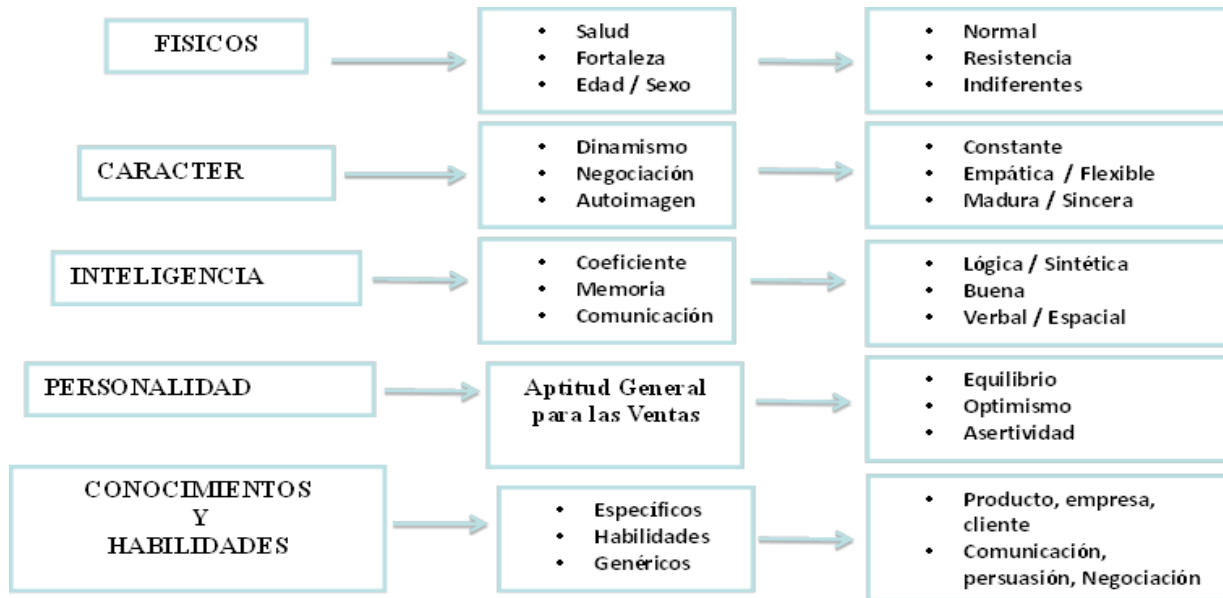 FISICOS
• Salud
• Fortaleza
• Edad / Sexo
• Normal
• Resistencia
• Indiferentes
CARACTER
• Dinamismo
• Negociación
• Autoimagen
• Constante
• Empática / Flexible
• Madura / Sincera
INTELIGENCIA
• Coeficiente
• Memoria
• Comunicación
• Lógica / Sintética
• Buena
• Verbal / Espacial
PERSONALIDAD
Aptitud General
para las Ventas
• Equilibrio
• Optimismo
• Asertividad
CONOCIMIENTOS
Y
HABILIDADES
• Específicos
• Habilidades
• Genéricos
• Producto, empresa,
cliente
• Comunicación,
persuasión, Negociación